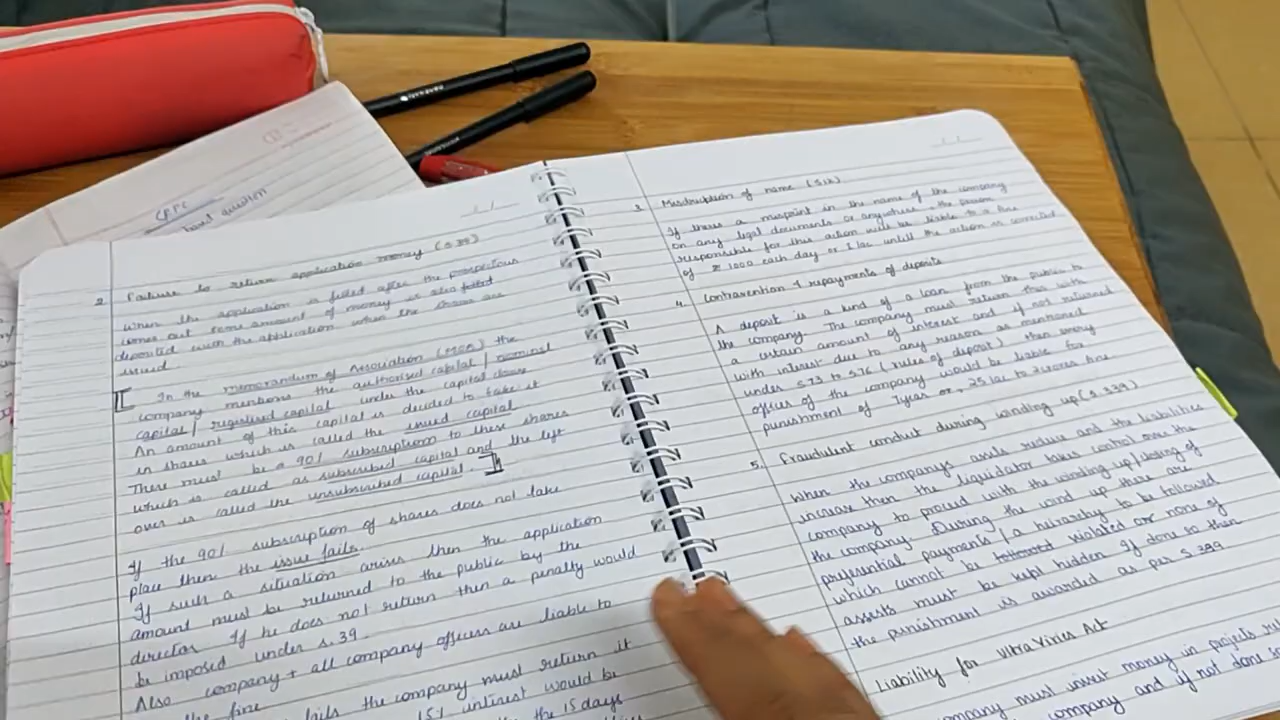 CRPC
question
2. Failure to return application money (s.39)
When the application is filled after the prospectus
comes out some amount of money is also
deposited with the application when the shares are
issued.
In the memorandum of Association (MOA) the
company mentions the authorised capital / nominal
capital / registered capital under the capital clause
An amount of this capital is decided to take it
in shares which is called the issued capital
There must be a 90% subscription to these shares
which is called as subscribed capital and the left
over is called the unsubscribed capital.
If the 90% subscription of shares does not take
place then the issue fails.
If such a situation arises then the application
amount must be returned to the public by the
director. If he does not return then a penalty would
be imposed under s.39.
Also company + all company officers are liable to
the fine
fails the company must return it
15% interest would be
the 15 days
3. Misdescription of name (s12)
If theres a misprint in the name of the company
on any legal documents or anywhere the person
responsible for this action will be liable to a fine
of ₹ 1000 each day or 1 lac untill the action is corrected
4. Contravention of repayments of deposits
A deposit is a kind of a loan from the public to
the company. The company must return this with
a certain amount of interest and if not returned
with interest due to any reason as mentioned
under s.73 to s.76 (rules of deposit) then every
officer of the company would be liable for
punishment of 7years or 25 lac to 2 crores fine
5. Fraudulent conduct during winding up (s.339)
When the companys assets reduce and the liabilities
increase then the liquidator takes control over the
company to proceed with the winding up/closing of
the company. During the wind up there are
prefrential payments / a heirarchy to be followed
which cannot be violated or none of
assests must be kept hidden. If done so then
the punishment is awarded as per s.339
Liability for Ultra Viries Act
company must invest money in projects
company and if not done so